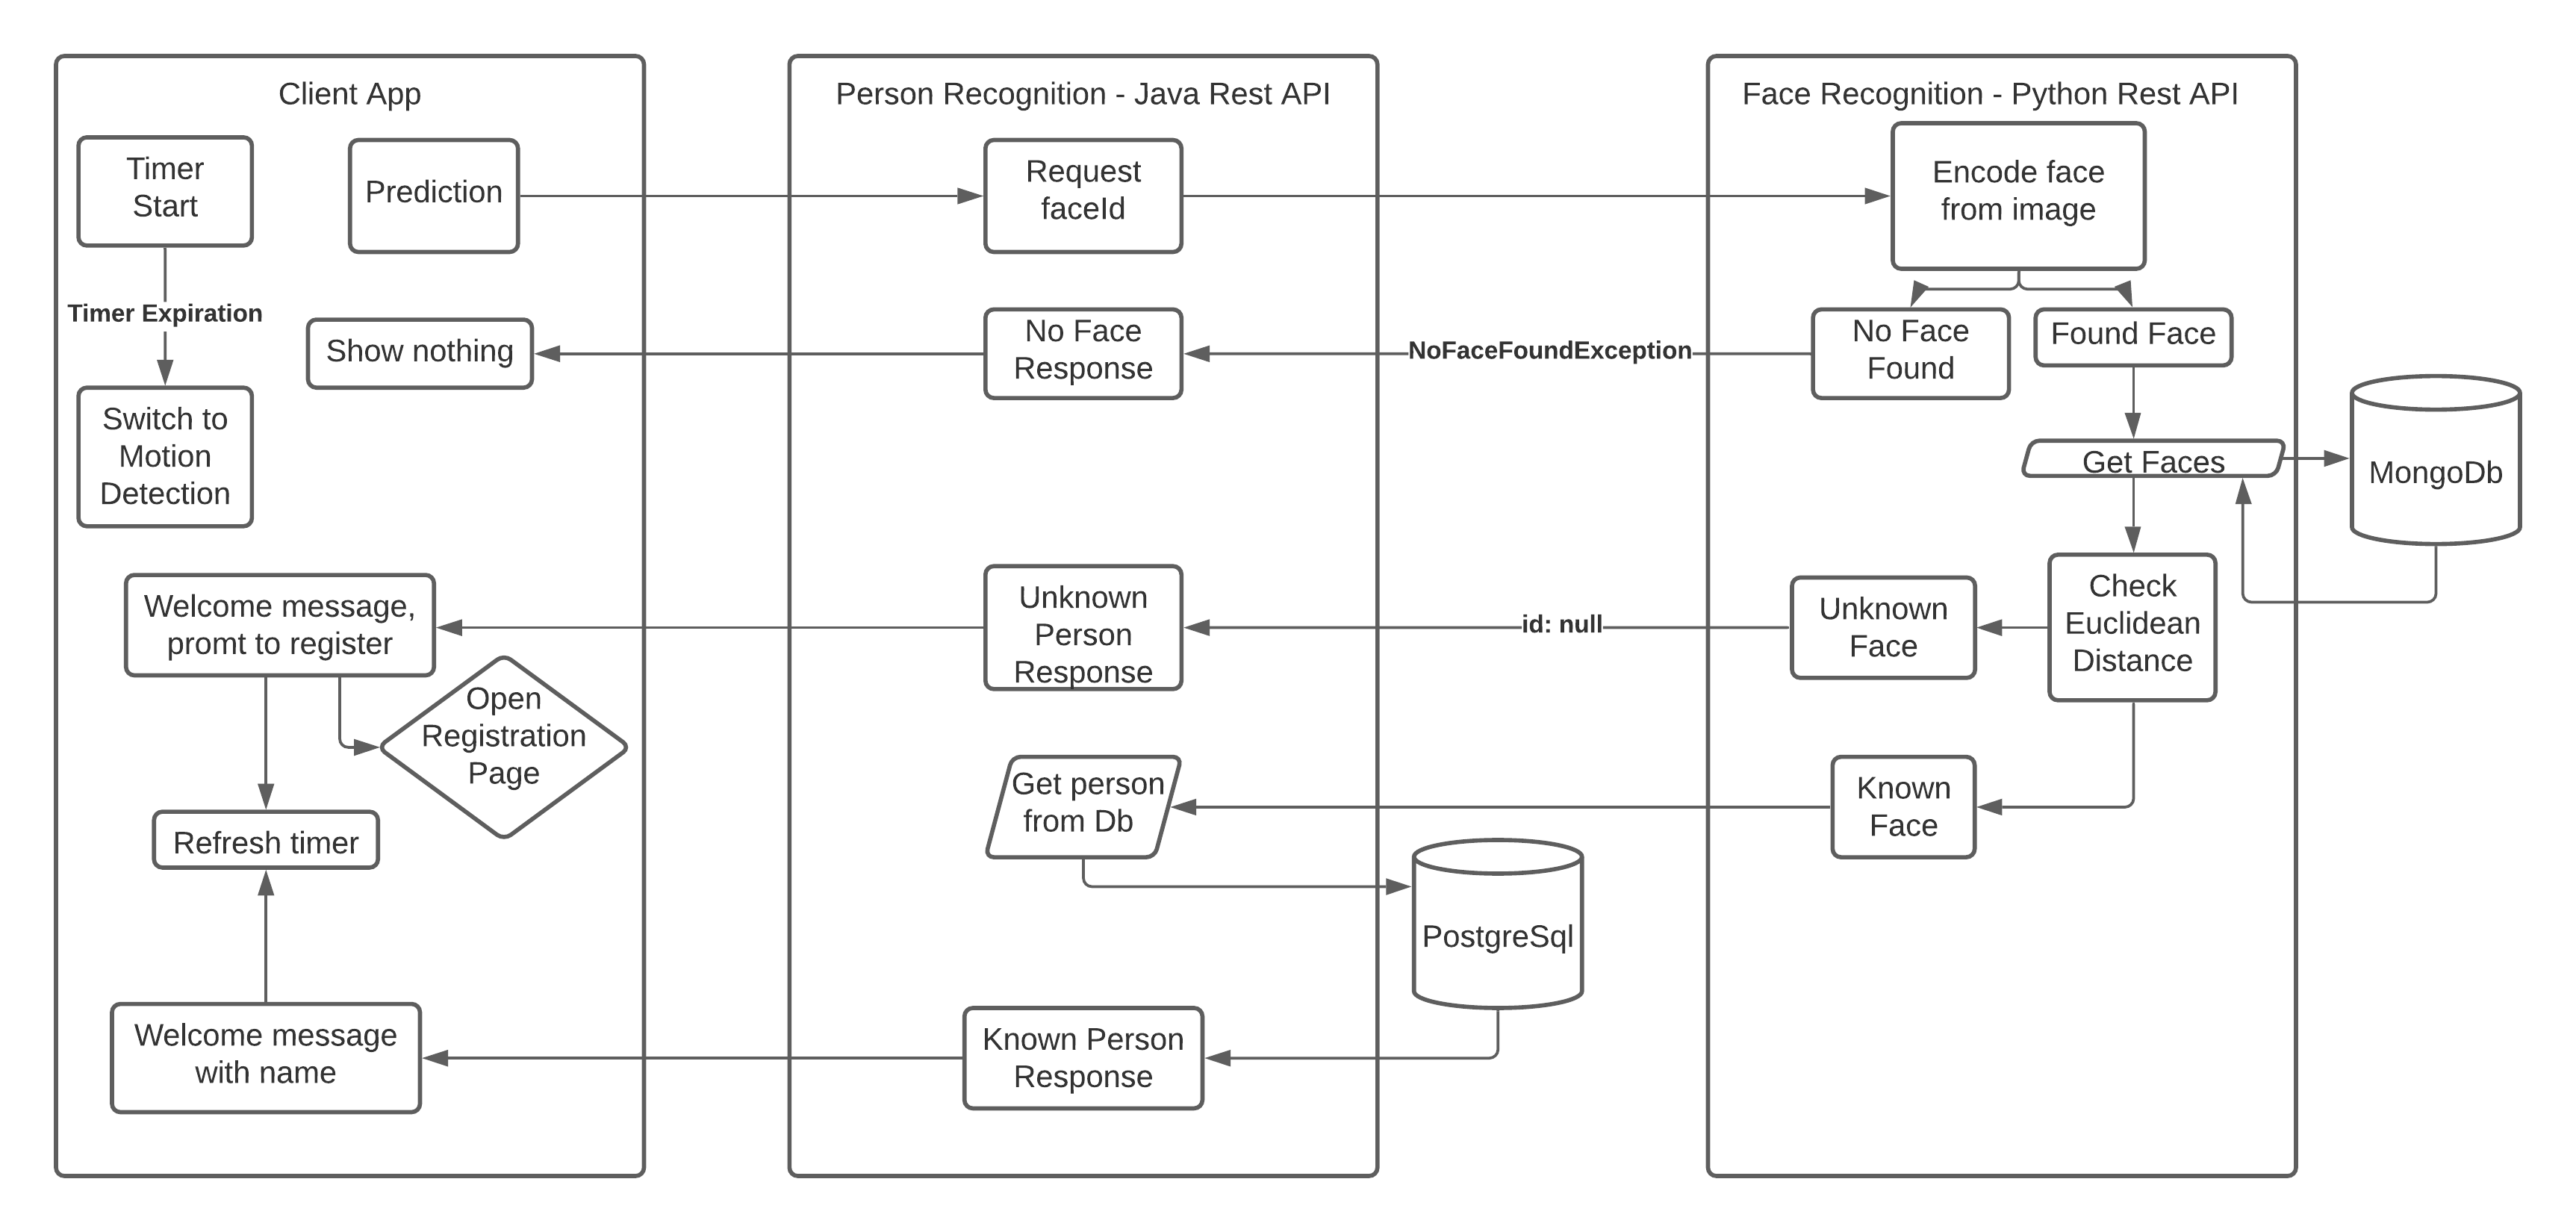 Client App
Timer
Start
Prediction
Timer Expiration
Show nothing
Switch to
Motion
Detection
Welcome message,
promt to register
Open
Registration
Page
Refresh timer
Welcome message
with name
Person Recognition - Java Rest API
Request
faceId
No Face
Response
Unknown
Person
Response
Get person
from Db
Known Person
Response
NoFaceFoundException
id: null
PostgreSql
Face Recognition - Python Rest API
Encode face
from image
No Face
Found
Found Face
Get Faces
Check
Euclidean
Distance
Unknown
Face
Known
Face
MongoDb